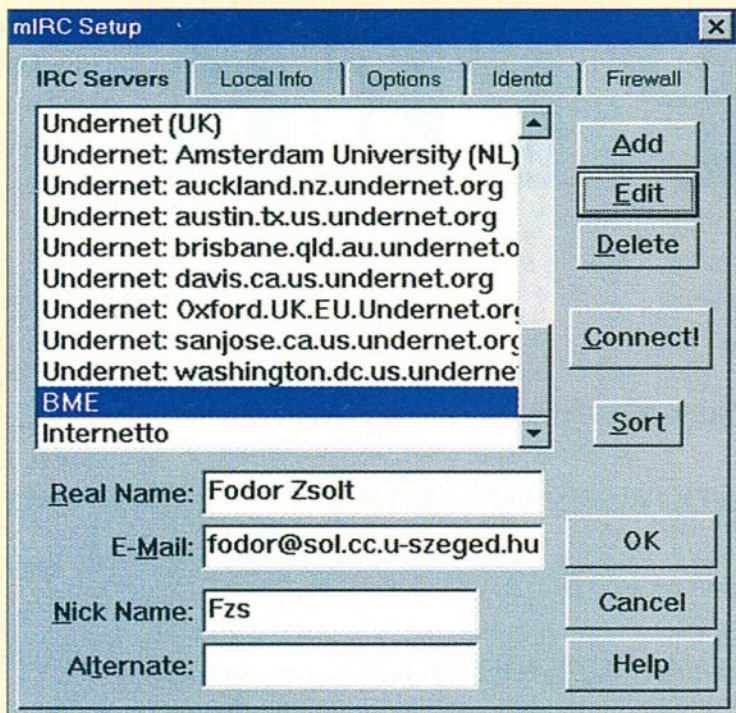 mIRC Setup
IRC Servers Local Info Options Identd Firewall
Undernet (UK)
Undernet: Amsterdam University (NL)
Undernet: auckland.nz.undernet.org
Undernet: austin.tx.us.undernet.org
Undernet: brisbane.qld.au.undernet.o
Undernet: davis.ca.us.undernet.org
Undernet: Oxford.UK.EU.Undernet.org
Undernet: sanjose.ca.us.undernet.org
Undernet: washington.dc.us.underne
BME
Internetto
Add
Edit
Delete
Connect!
Sort
Real Name: Fodor Zsolt
E-Mail: fodor@sol.cc.u-szeged.hu
Nick Name: Fzs
Alternate:
OK
Cancel
Help